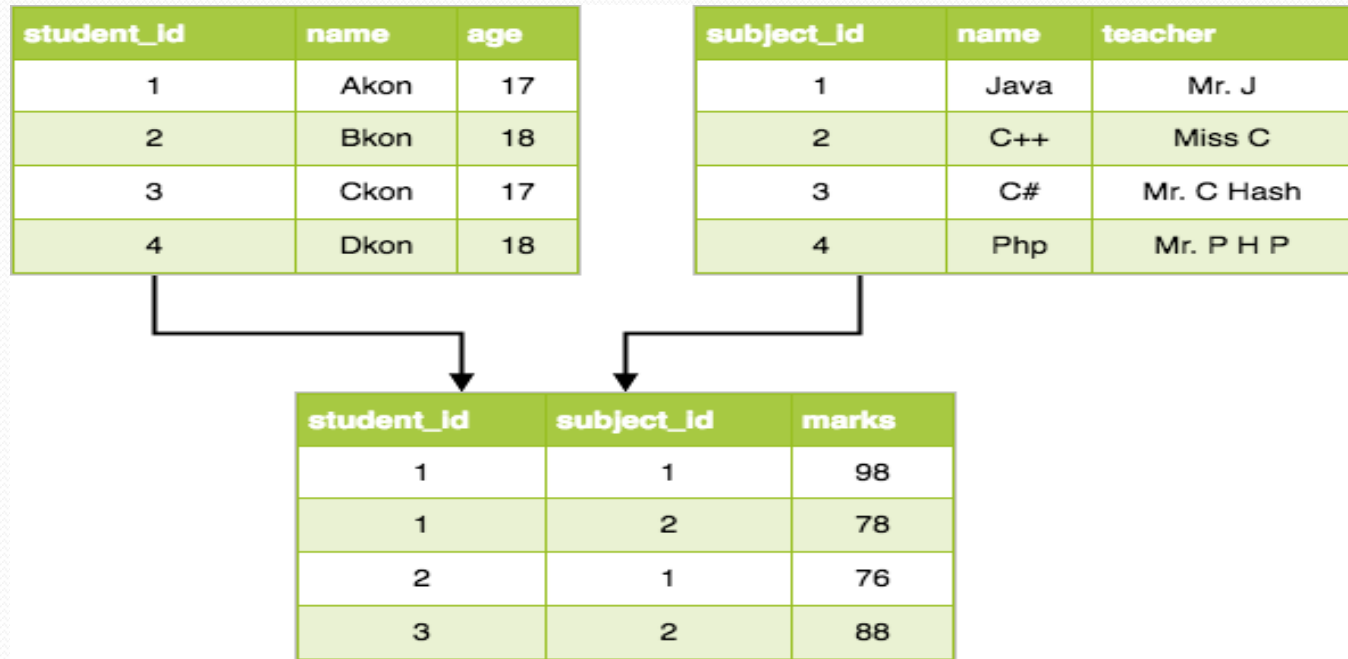 student_id name age
1 Akon 17
2 Bkon 18
3 Ckon 17
4 Dkon 18
subject_id name teacher
1 Java Mr. J
2 C++ Miss C
3 C# Mr. C Hash
4 Php Mr. P H P
student_id subject_id marks
1 1 98
1 2 78
2 1 76
3 2 88